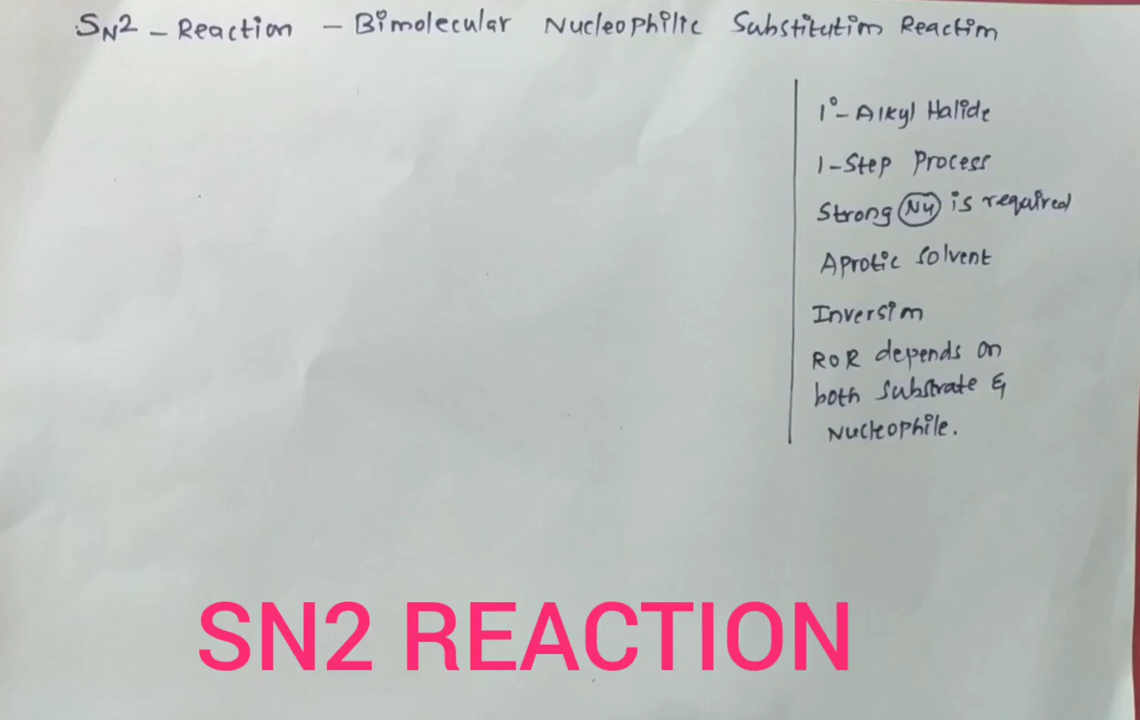 SN2 - Reaction - Bimolecular Nucleophilic Substitution Reaction
1°- Alkyl Halide
1-Step Process
Strong Nu is required
Aprotic Solvent
Inversion
ROR depends on
both Substrate &
Nucleophile.
SN2 REACTION